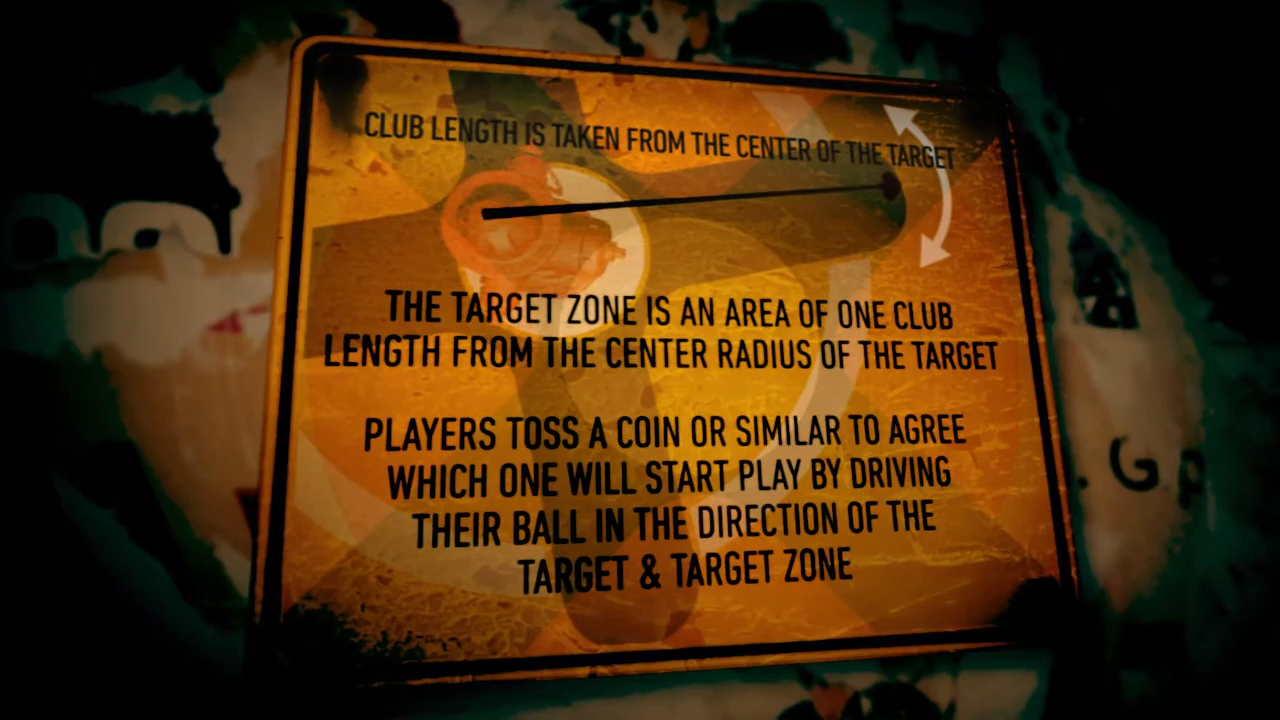 CLUB LENGTH IS TAKEN FROM THE CENTER OF THE TARGET
THE TARGET ZONE IS AN AREA OF ONE CLUB
LENGTH FROM THE CENTER RADIUS OF THE TARGET
PLAYERS TOSS A COIN OR SIMILAR TO AGREE
WHICH ONE WILL START PLAY BY DRIVING
THEIR BALL IN THE DIRECTION OF THE
TARGET & TARGET ZONE